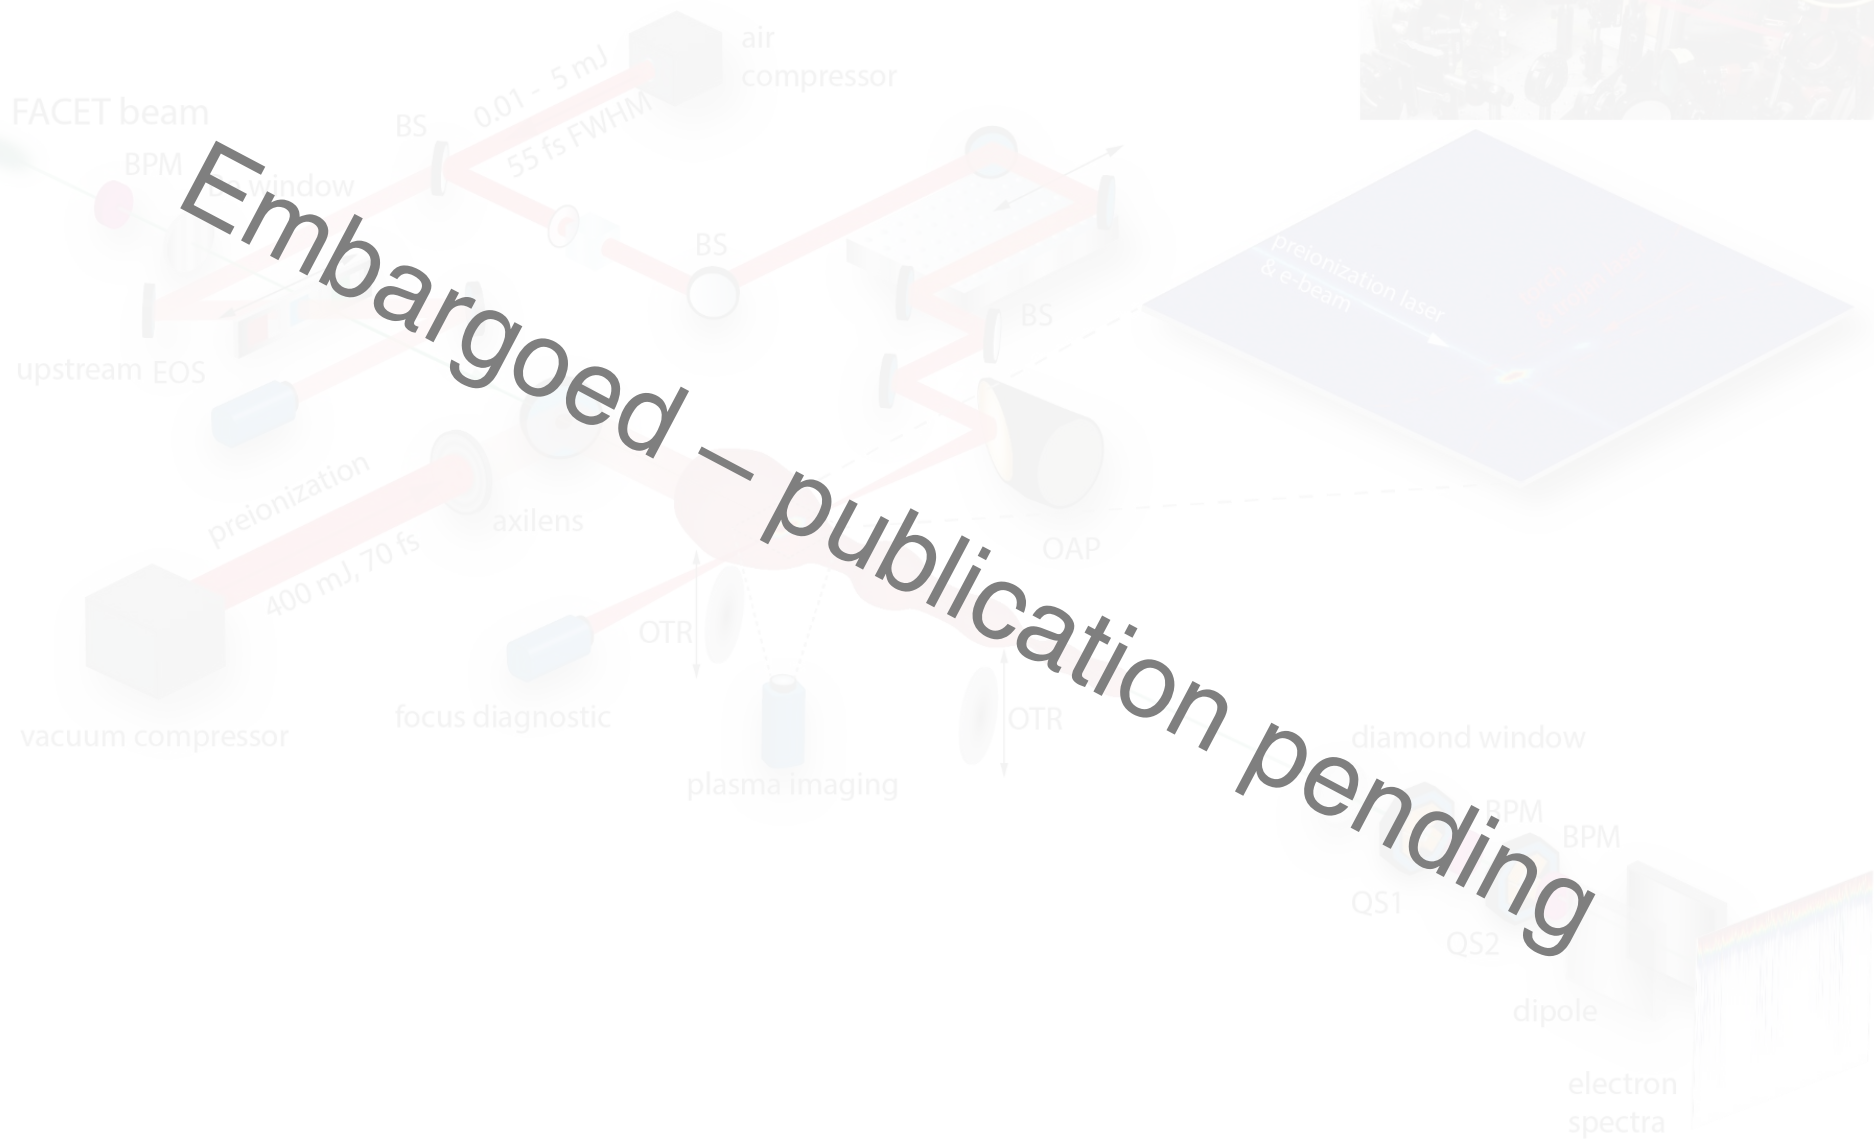 air
compressor
0.01 - 5 mJ
55 fs FWHM
FACET beam
BS
BPM
window
BS
preionization laser
& e-beam
BS
upstream EOS
Embargoed – publication pending
preionization
400 mJ, 70 fs
axilens
OAP
OTR
focus diagnostic
OTR
vacuum compressor
diamond window
plasma imaging
BPM
BPM
QS1
QS2
dipole
electron
spectra